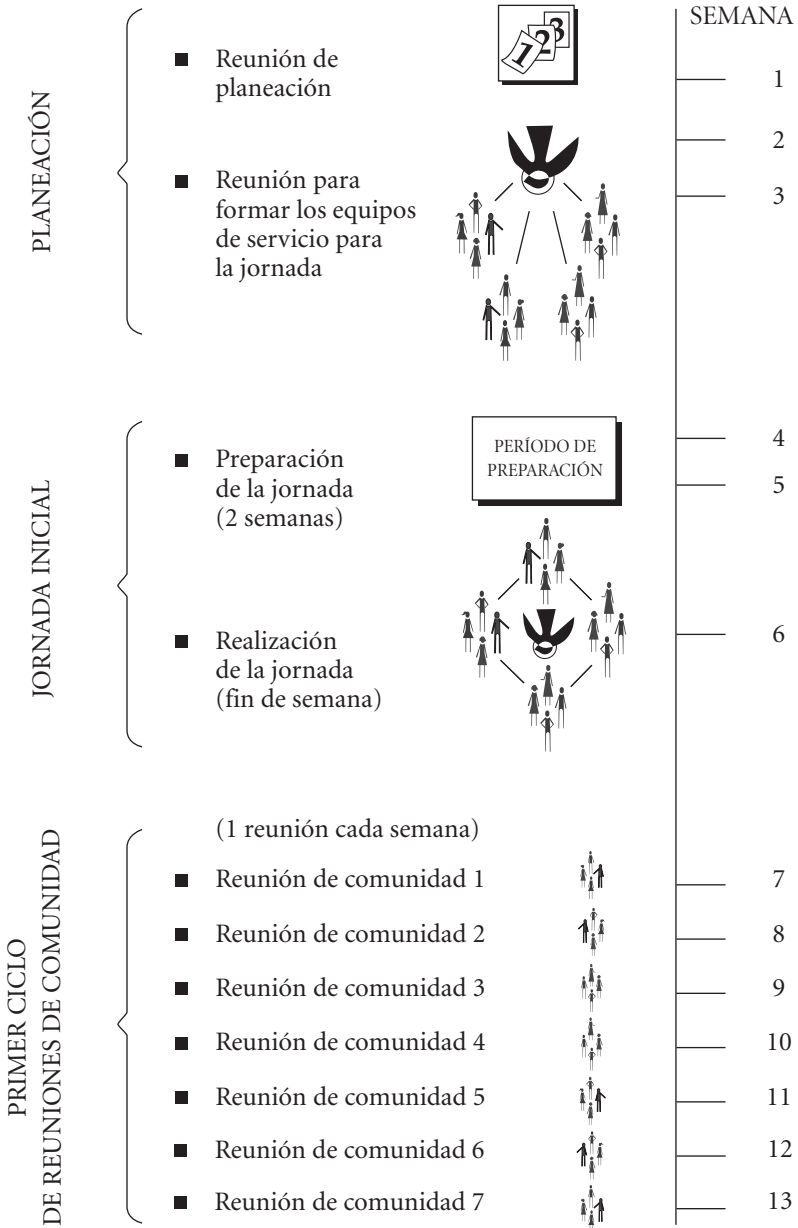 SEMANA
PLANEACIÓN
Reunión de
planeación
1 2 3
1
2
Reunión para
formar los equipos
de servicio para
la jornada
3
JORNADA INICIAL
Preparación
de la jornada
(2 semanas)
PERÍODO DE
PREPARACIÓN
4
5
Realización
de la jornada
(fin de semana)
6
PRIMER CICLO
DE REUNIONES DE COMUNIDAD
(1 reunión cada semana)
Reunión de comunidad 1
7
Reunión de comunidad 2
8
Reunión de comunidad 3
9
Reunión de comunidad 4
10
Reunión de comunidad 5
11
Reunión de comunidad 6
12
Reunión de comunidad 7
13